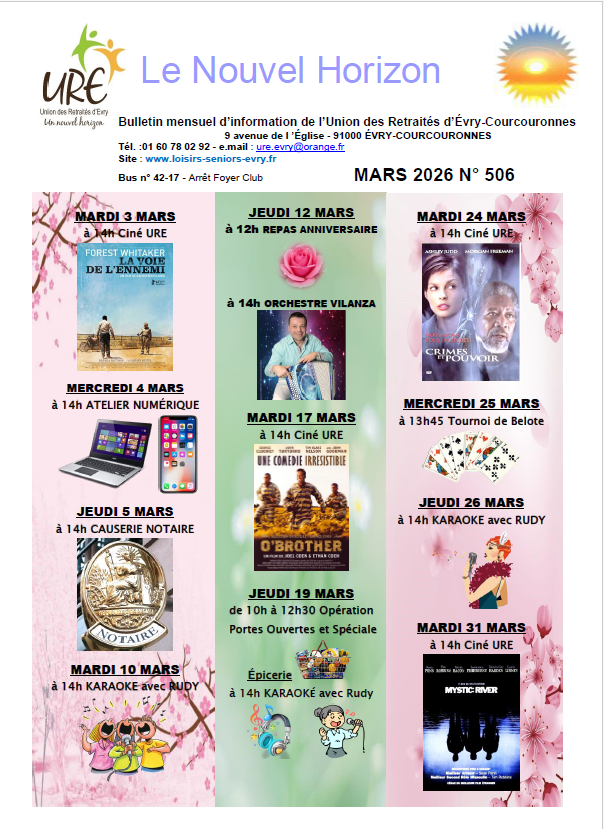 URE
Union des Retraités d'Evry
Un nouvel horizon
Le Nouvel Horizon
Bulletin mensuel d'information de l'Union des Retraités d'Évry-Courcouronnes
9 avenue de l 'Église - 91000 ÉVRY-COURCOURONNES
Tél. :01 60 78 02 92 - e.mail : ure.evry@orange.fr
Site : www.loisirs-seniors-evry.fr
Bus n° 42-17 - Arrêt Foyer Club
MARS 2026 N° 506
MARDI 3 MARS
à 14h Ciné URE
FOREST WHITAKER
LA VOIE
DE L'ENNEMI
MERCREDI 4 MARS
à 14h ATELIER NUMÉRIQUE
JEUDI 5 MARS
à 14h CAUSERIE NOTAIRE
NOTAIRE
MARDI 10 MARS
à 14h KARAOKE avec RUDY
JEUDI 12 MARS
à 12h REPAS ANNIVERSAIRE
à 14h ORCHESTRE VILANZA
MARDI 17 MARS
à 14h Ciné URE
UNE COMEDIE IRRESISTIBLE
O'BROTHER
UN FILM DE JOEL COEN & ETHAN COEN
JEUDI 19 MARS
de 10h à 12h30 Opération
Portes Ouvertes et Spéciale
Épicerie
à 14h KARAOKÉ avec Rudy
MARDI 24 MARS
à 14h Ciné URE
ASHLEY JUDD MORGAN FREEMAN
CRIMES ET POUVOIR
MERCREDI 25 MARS
à 13h45 Tournoi de Belote
JEUDI 26 MARS
à 14h KARAOKE avec RUDY
MARDI 31 MARS
à 14h Ciné URE
MYSTIC RIVER